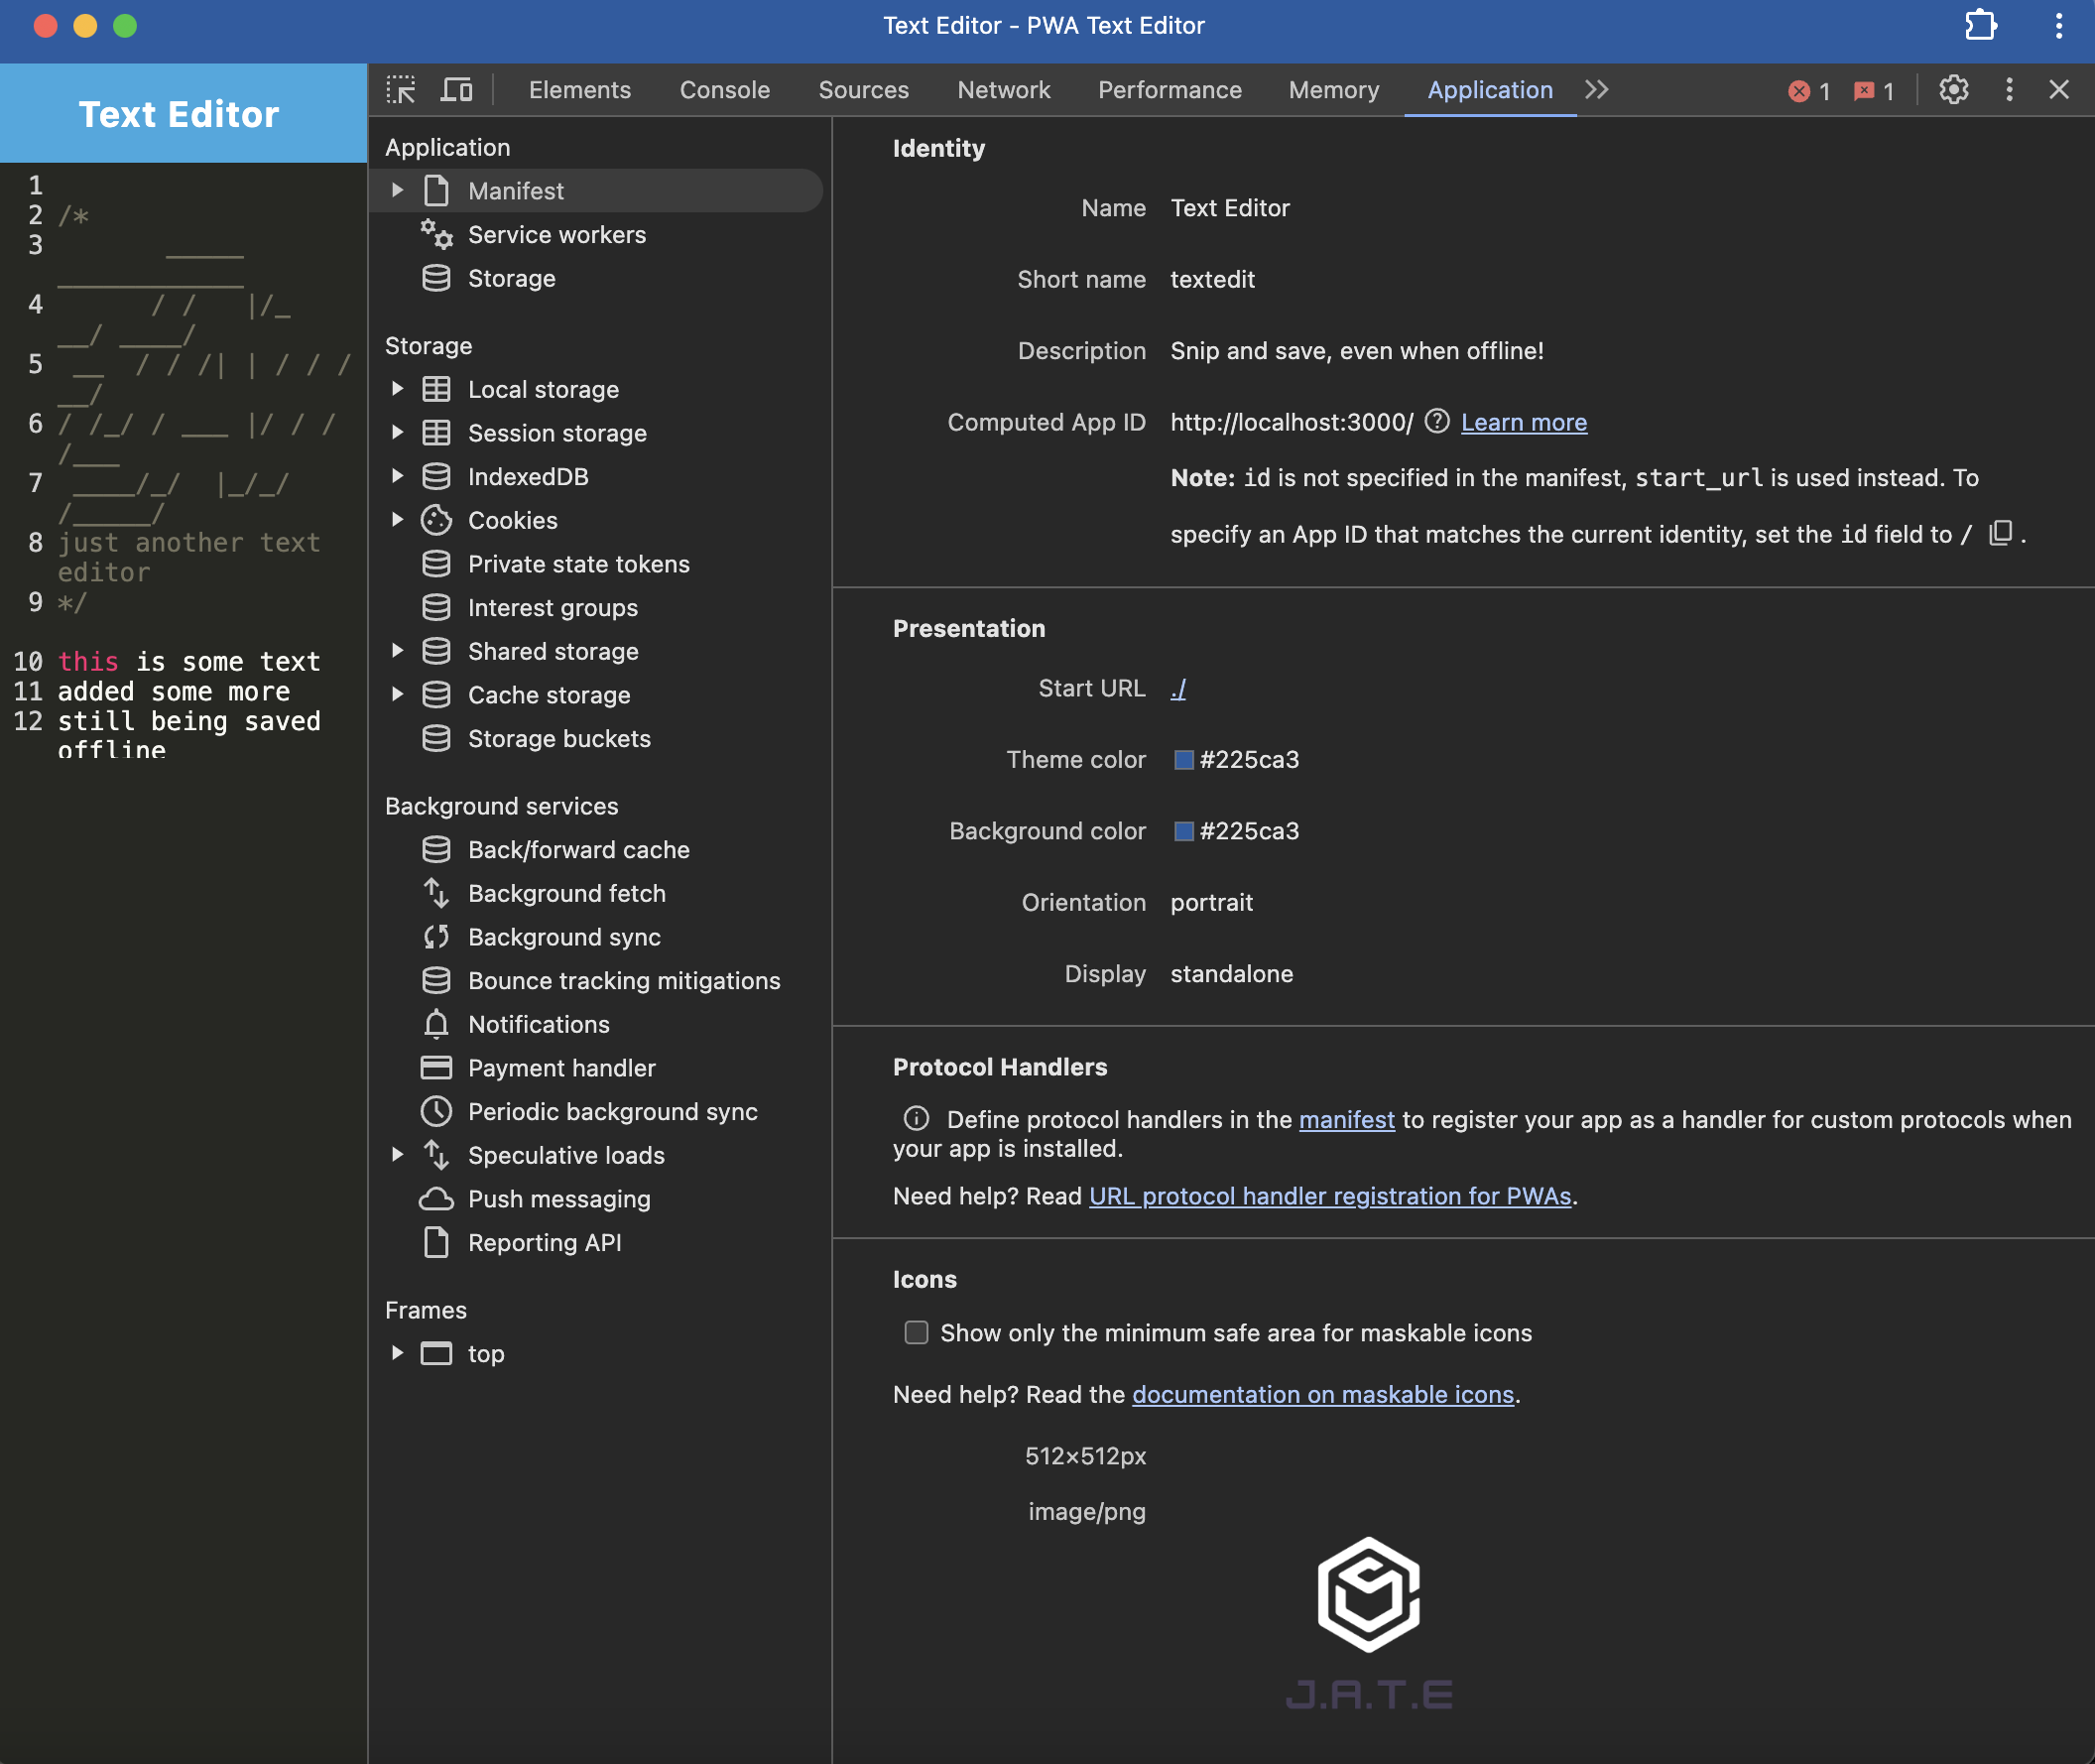 Text Editor - PWA Text Editor
Text Editor
1
2 /*
3 _____
____________
4 / / |/_
__/ ____/
5 __ / / /| | / / /
__/
6 / /_/ / ___ |/ / /
/___
7 ____/_/ |_/_/
/_____/
8 just another text
editor
9 */
10 this is some text
11 added some more
12 still being saved
offline
Elements Console Sources Network Performance Memory Application 1 1
Application
Manifest
Service workers
Storage
Storage
Local storage
Session storage
IndexedDB
Cookies
Private state tokens
Interest groups
Shared storage
Cache storage
Storage buckets
Background services
Back/forward cache
Background fetch
Background sync
Bounce tracking mitigations
Notifications
Payment handler
Periodic background sync
Speculative loads
Push messaging
Reporting API
Frames
top
Identity
Name Text Editor
Short name textedit
Description Snip and save, even when offline!
Computed App ID http://localhost:3000/ Learn more
Note: id is not specified in the manifest, start_url is used instead. To
specify an App ID that matches the current identity, set the id field to / .
Presentation
Start URL ./
Theme color #225ca3
Background color #225ca3
Orientation portrait
Display standalone
Protocol Handlers
Define protocol handlers in the manifest to register your app as a handler for custom protocols when
your app is installed.
Need help? Read URL protocol handler registration for PWAs.
Icons
Show only the minimum safe area for maskable icons
Need help? Read the documentation on maskable icons.
512×512px
image/png
J.A.T.E